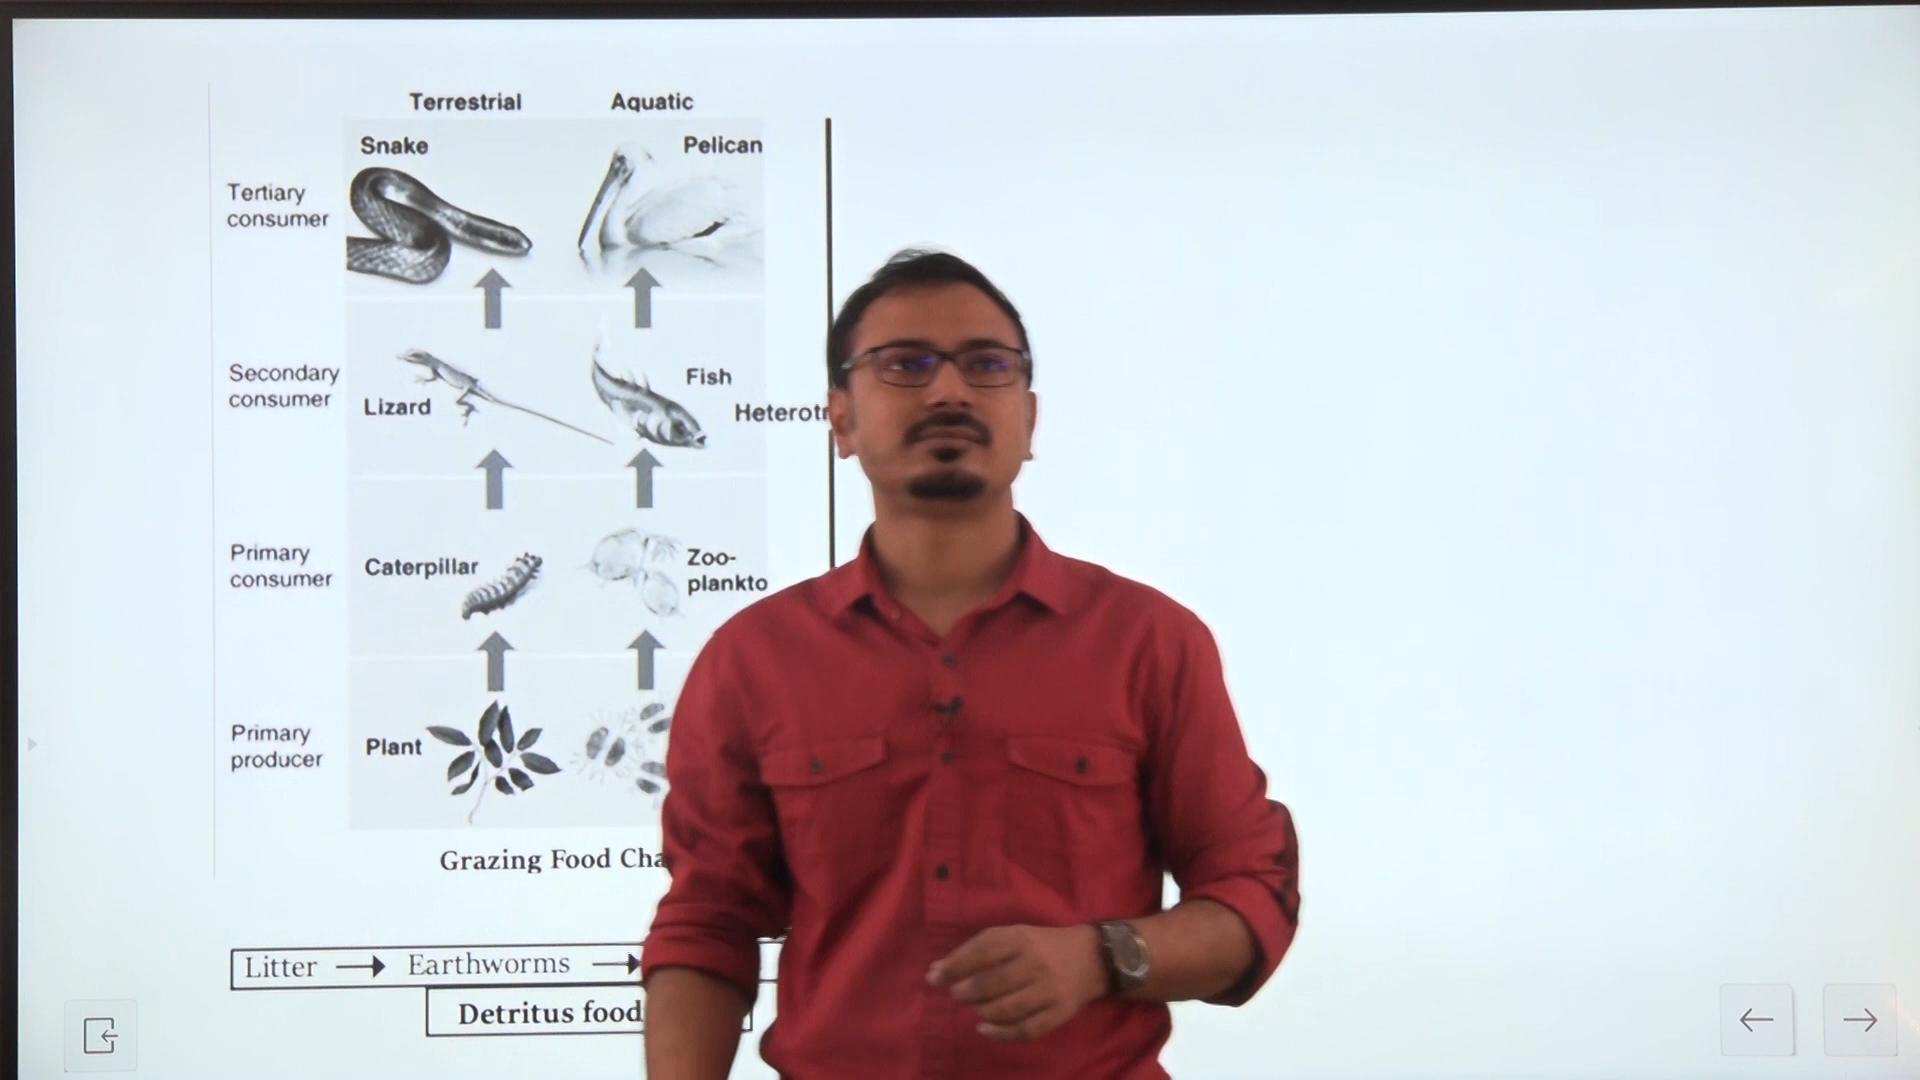 Terrestrial Aquatic
Snake Pelican
Tertiary
consumer
Secondary
consumer
Lizard
Fish
Heterotr
Primary
consumer
Caterpillar
Zoo-
plankto
Primary
producer
Plant
Grazing Food Cha
Litter → Earthworms →
Detritus food